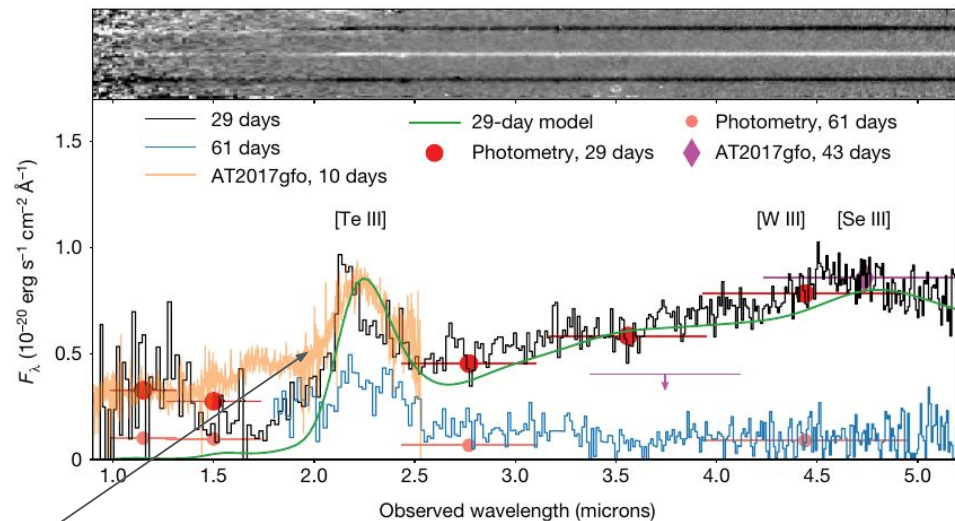 1.5
1.0
0.5
0
F_λ (10⁻²⁰ erg s⁻¹ cm⁻² Å⁻¹)
29 days
61 days
AT2017gfo, 10 days
29-day model
Photometry, 29 days
Photometry, 61 days
AT2017gfo, 43 days
[Te III]
[W III]
[Se III]
1.0 1.5 2.0 2.5 3.0 3.5 4.0 4.5 5.0
Observed wavelength (microns)